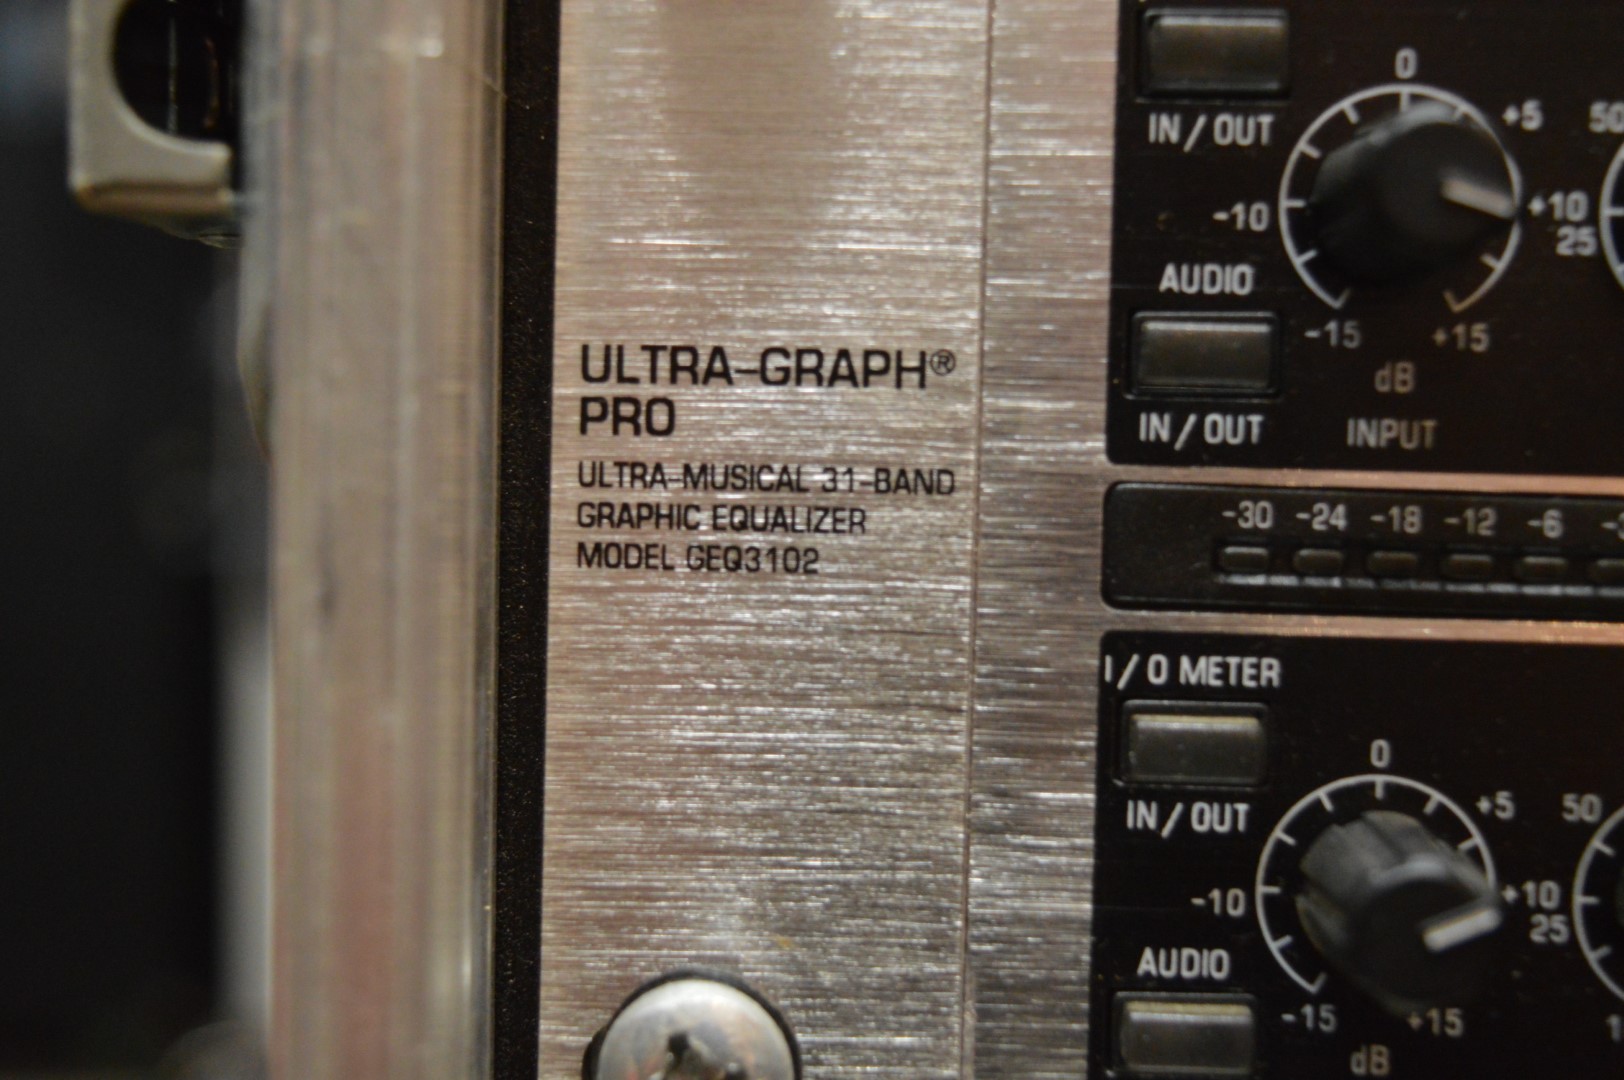 ULTRA–GRAPH®
PRO
ULTRA–MUSICAL 31–BAND
GRAPHIC EQUALIZER
MODEL GEQ3102
IN / OUT
0
+5
50
-10
+10
25
AUDIO
-15
+15
dB
IN / OUT
INPUT
-30 -24 -18 -12 -6
I / O METER
0
IN / OUT
+5
50
-10
+10
25
AUDIO
-15
+15
dB